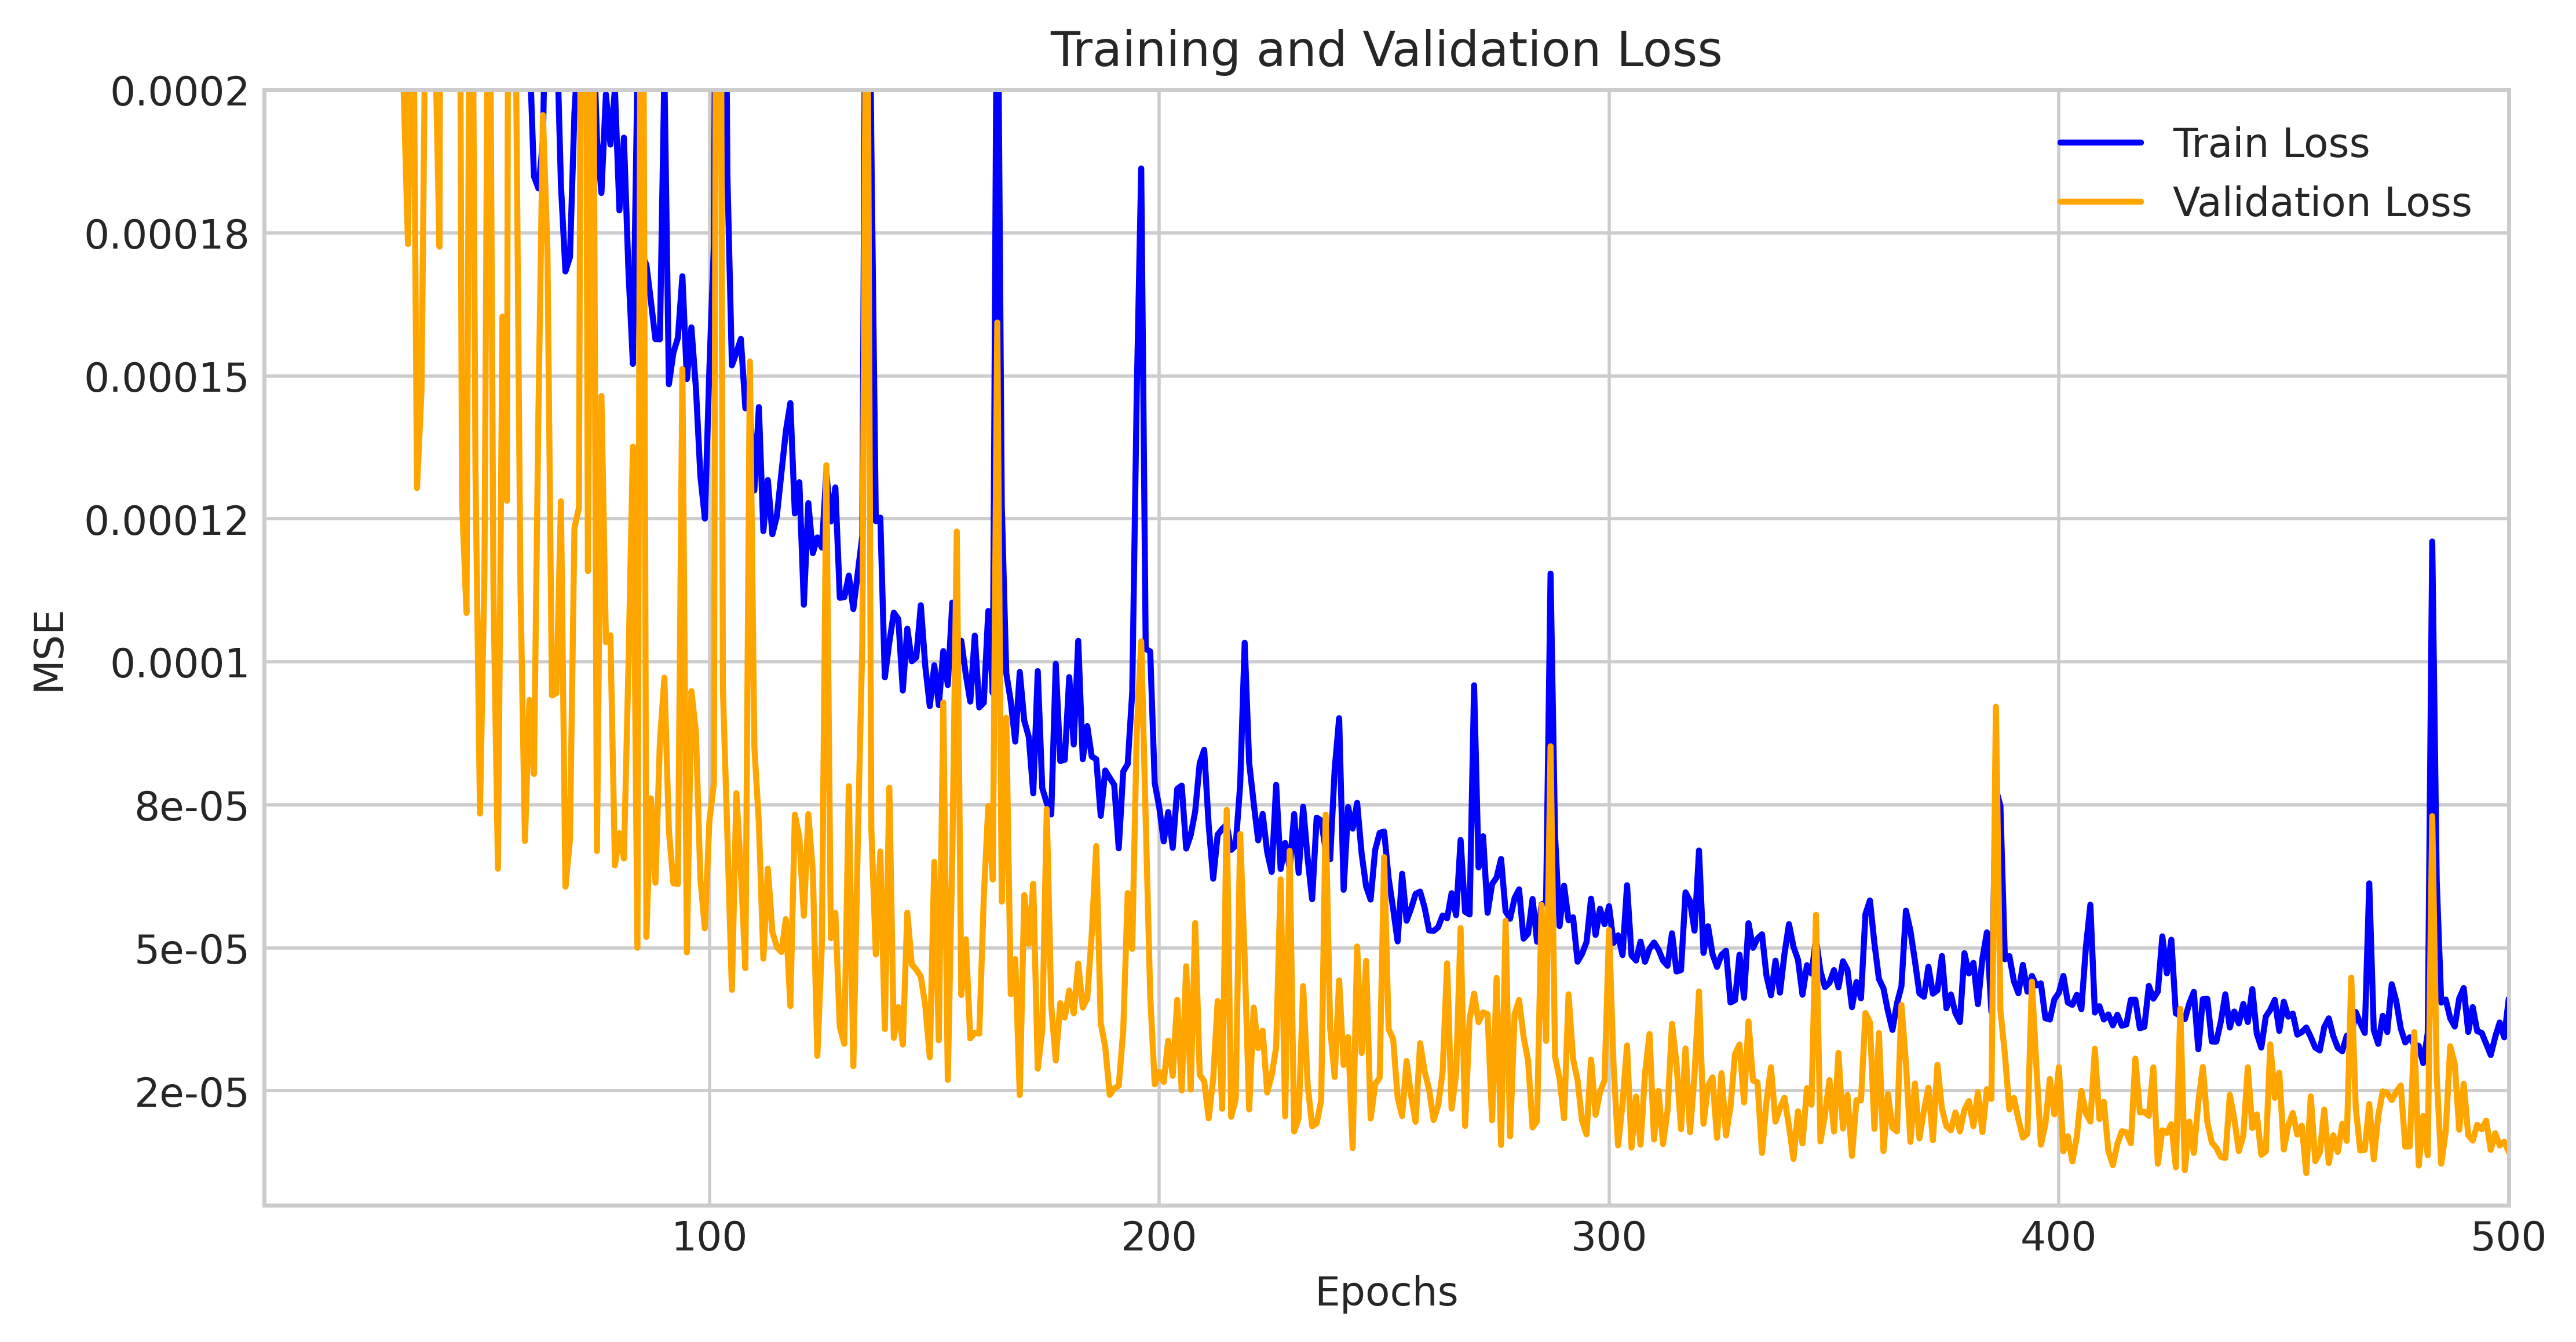 Training and Validation Loss
0.0002
0.00018
0.00015
0.00012
0.0001
8e-05
5e-05
2e-05
MSE
Train Loss
Validation Loss
100
200
300
400
500
Epochs